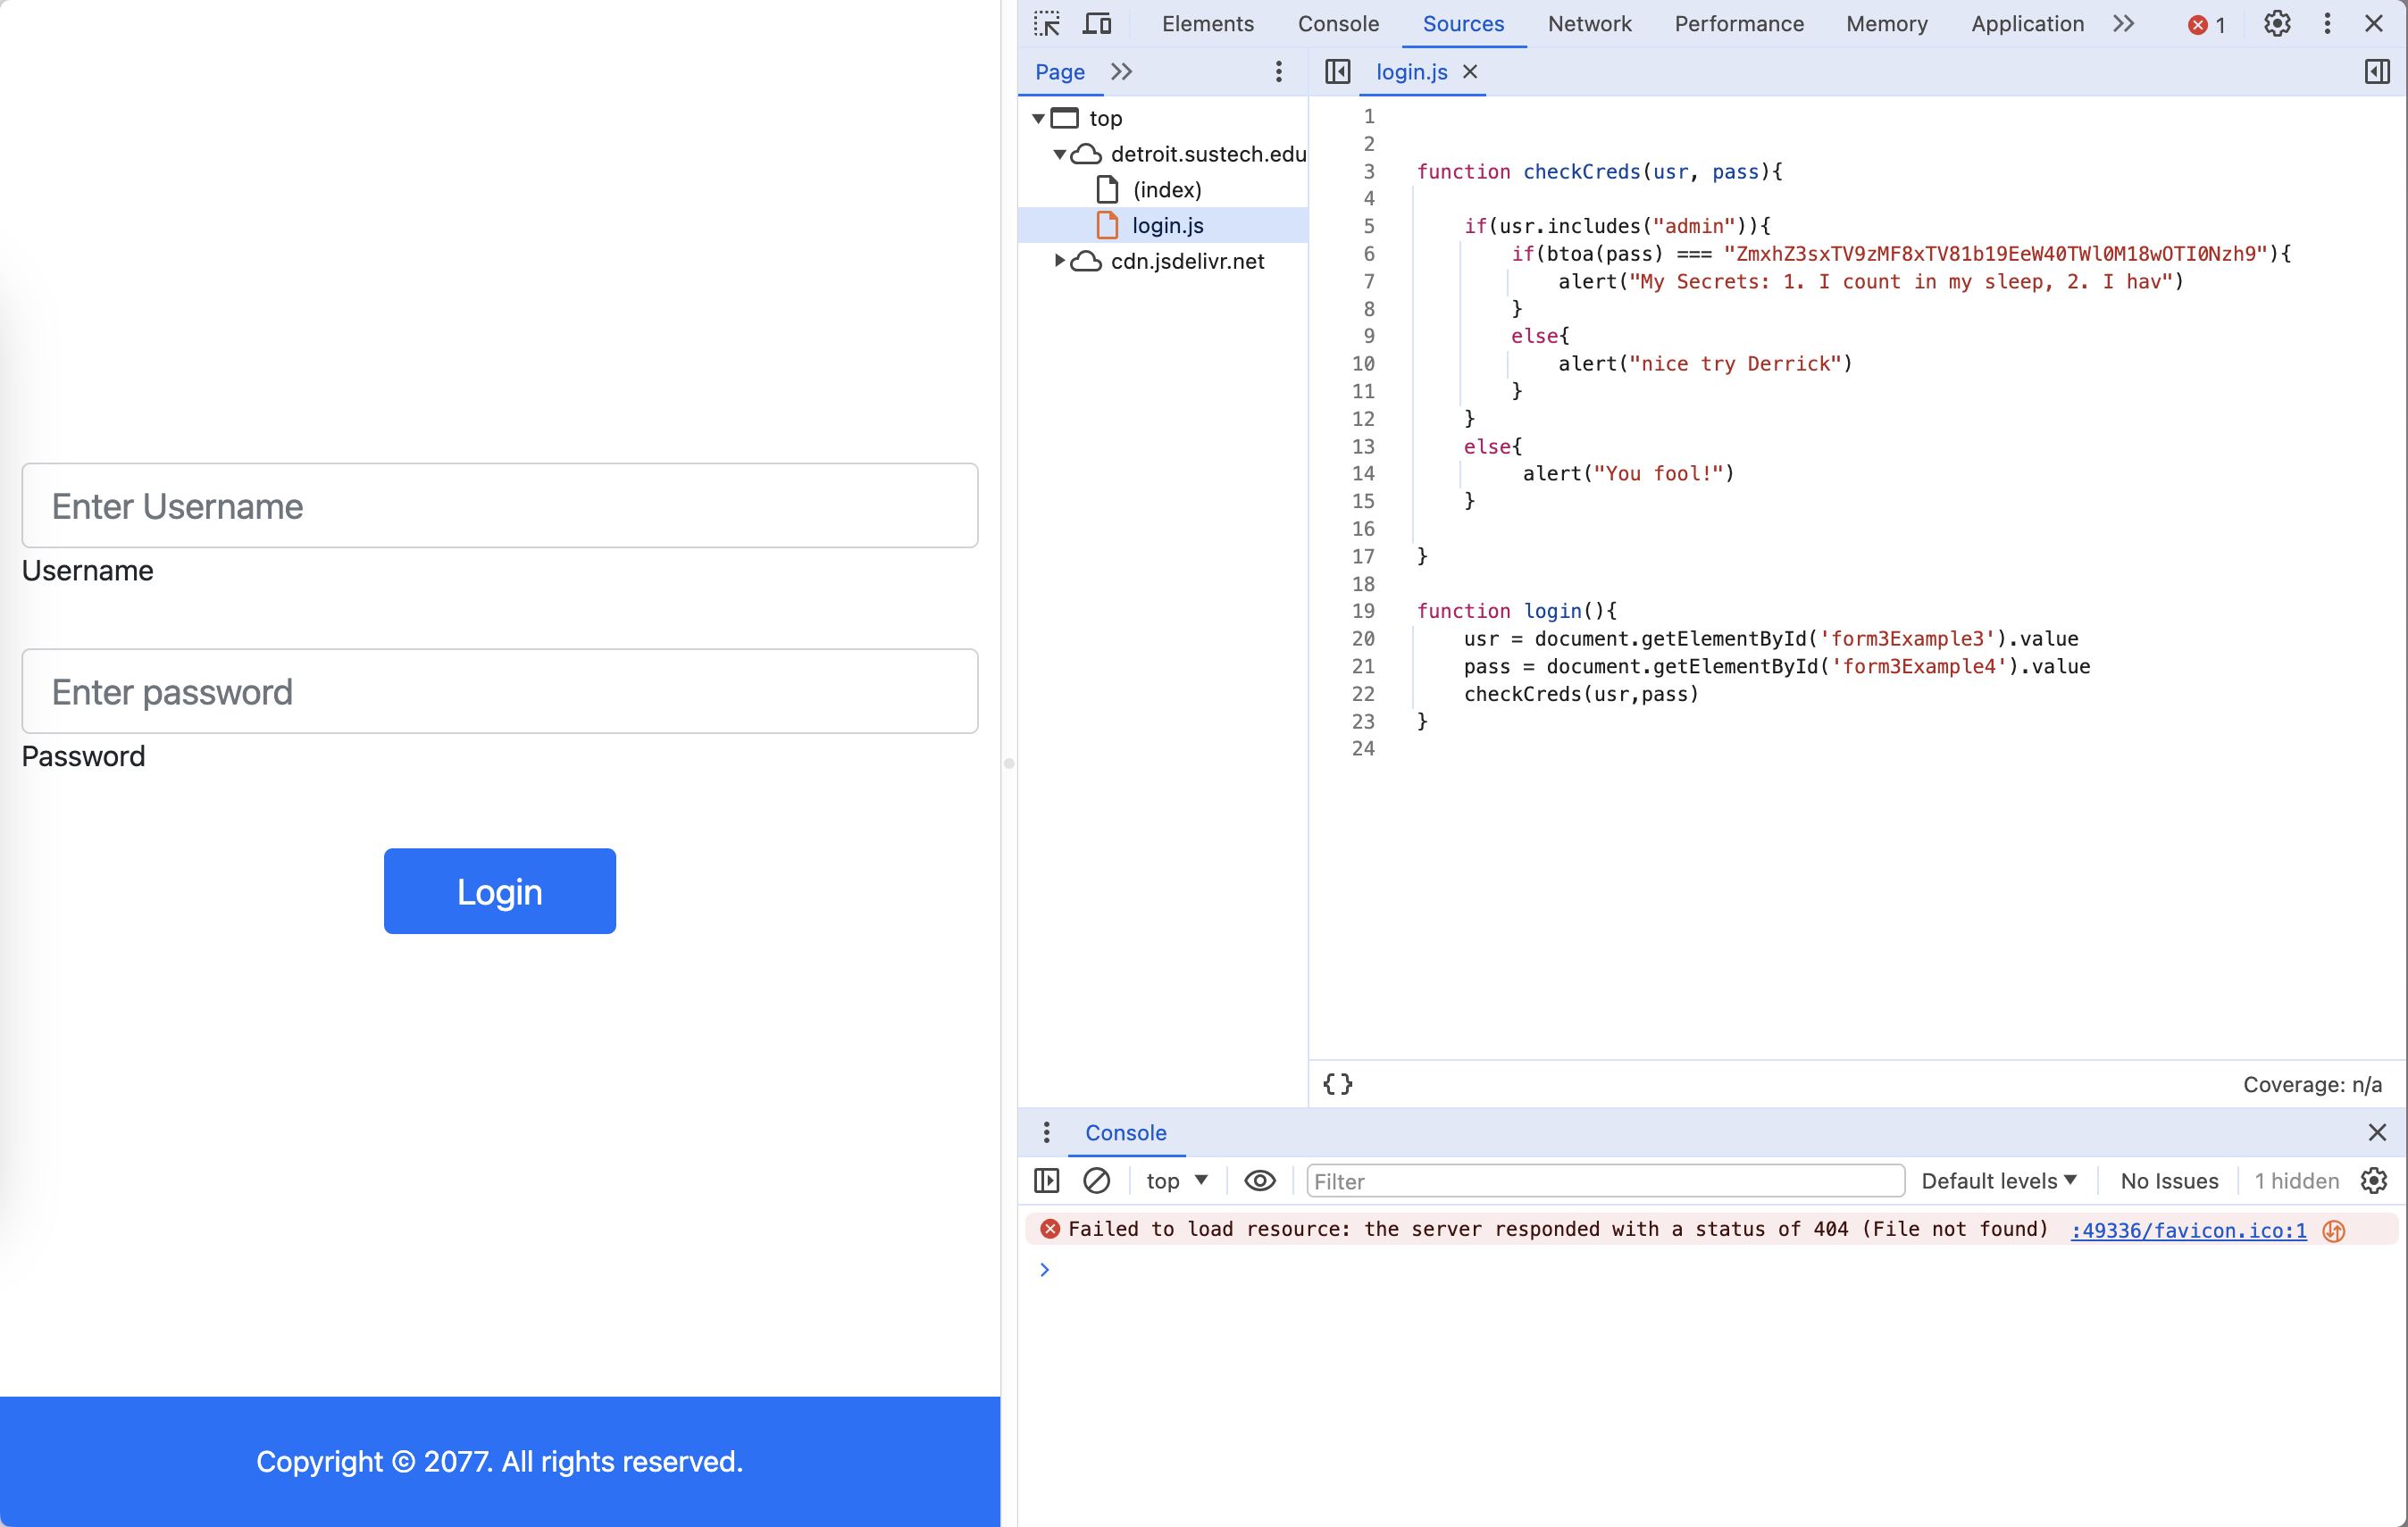 Enter Username
Username
Enter password
Password
Login
Copyright © 2077. All rights reserved.
Elements Console Sources Network Performance Memory Application 1
Page login.js
top
detroit.sustech.edu
(index)
login.js
cdn.jsdelivr.net
1
2
3 function checkCreds(usr, pass){
4
5 if(usr.includes("admin")){
6 if(btoa(pass) === "ZmxhZ3sxTV9zMF8xTV81b19EeW40TWl0M18wOTI0Nzh9"){
7 alert("My Secrets: 1. I count in my sleep, 2. I hav")
8 }
9 else{
10 alert("nice try Derrick")
11 }
12 }
13 else{
14 alert("You fool!")
15 }
16
17 }
18
19 function login(){
20 usr = document.getElementById('form3Example3').value
21 pass = document.getElementById('form3Example4').value
22 checkCreds(usr,pass)
23 }
24
{} Coverage: n/a
Console
top Filter Default levels No Issues 1 hidden
Failed to load resource: the server responded with a status of 404 (File not found) :49336/favicon.ico:1